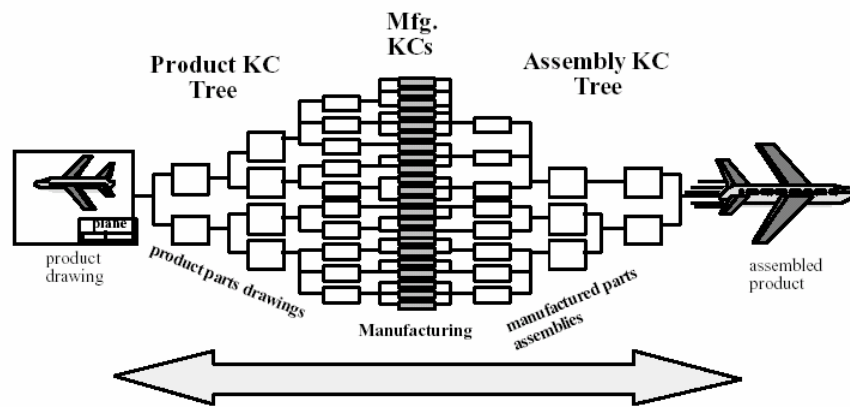 Mfg.
KCs
Product KC
Tree
Assembly KC
Tree
plane
product
drawing
product parts drawings
Manufacturing
manufactured parts
assemblies
assembled
product